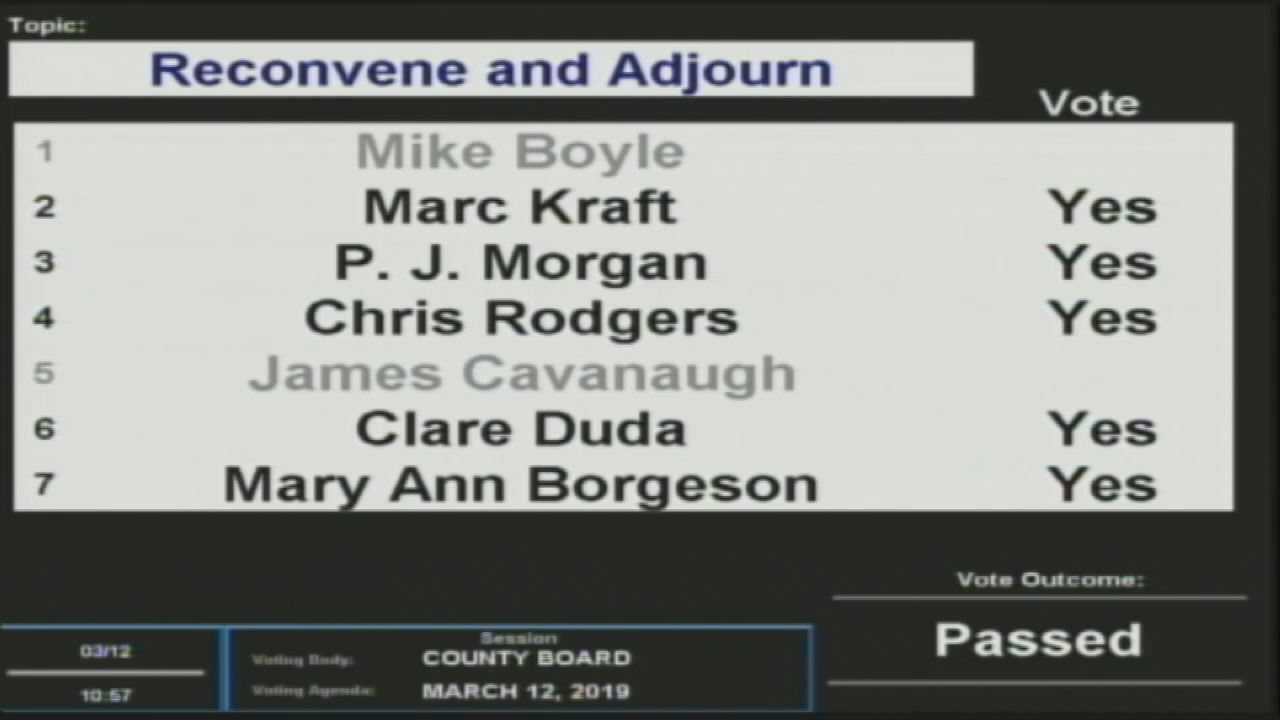 Topic:
Reconvene and Adjourn
Vote
1 Mike Boyle
2 Marc Kraft Yes
3 P. J. Morgan Yes
4 Chris Rodgers Yes
5 James Cavanaugh
6 Clare Duda Yes
7 Mary Ann Borgeson Yes
Vote Outcome:
Passed
03/12
10:57
Session
Voting Body: COUNTY BOARD
Voting Agenda: MARCH 12, 2019